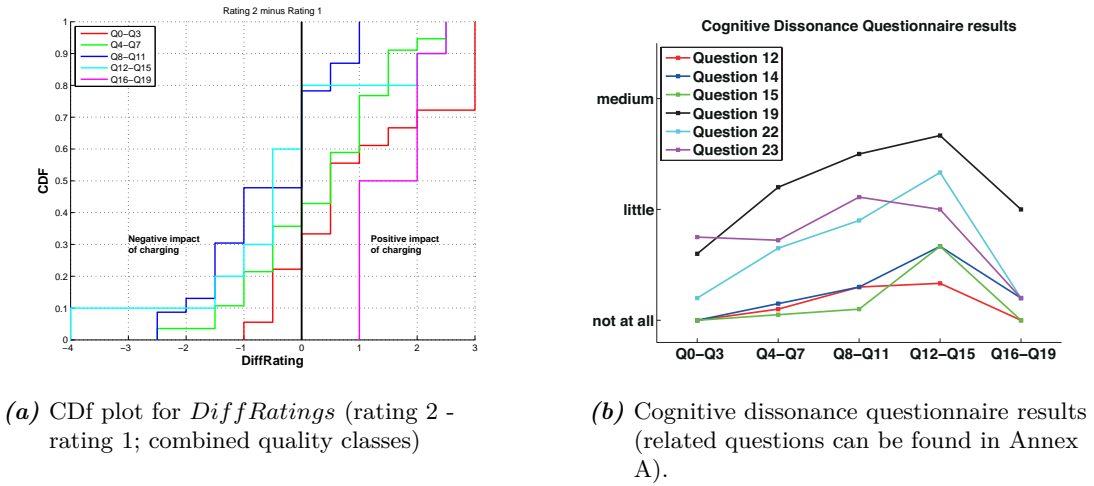 Rating 2 minus Rating 1
1
0.9
0.8
0.7
0.6
0.5
0.4
0.3
0.2
0.1
0
CDF
Q0–Q3
Q4–Q7
Q8–Q11
Q12–Q15
Q16–Q19
Negative impact
of charging
Positive impact
of charging
−4 −3 −2 −1 0 1 2 3
DiffRating
(a) CDf plot for DiffRatings (rating 2 -
rating 1; combined quality classes)
Cognitive Dissonance Questionnaire results
Question 12
Question 14
Question 15
Question 19
Question 22
Question 23
medium
little
not at all
Q0–Q3 Q4–Q7 Q8–Q11 Q12–Q15 Q16–Q19
(b) Cognitive dissonance questionnaire results
(related questions can be found in Annex
A).